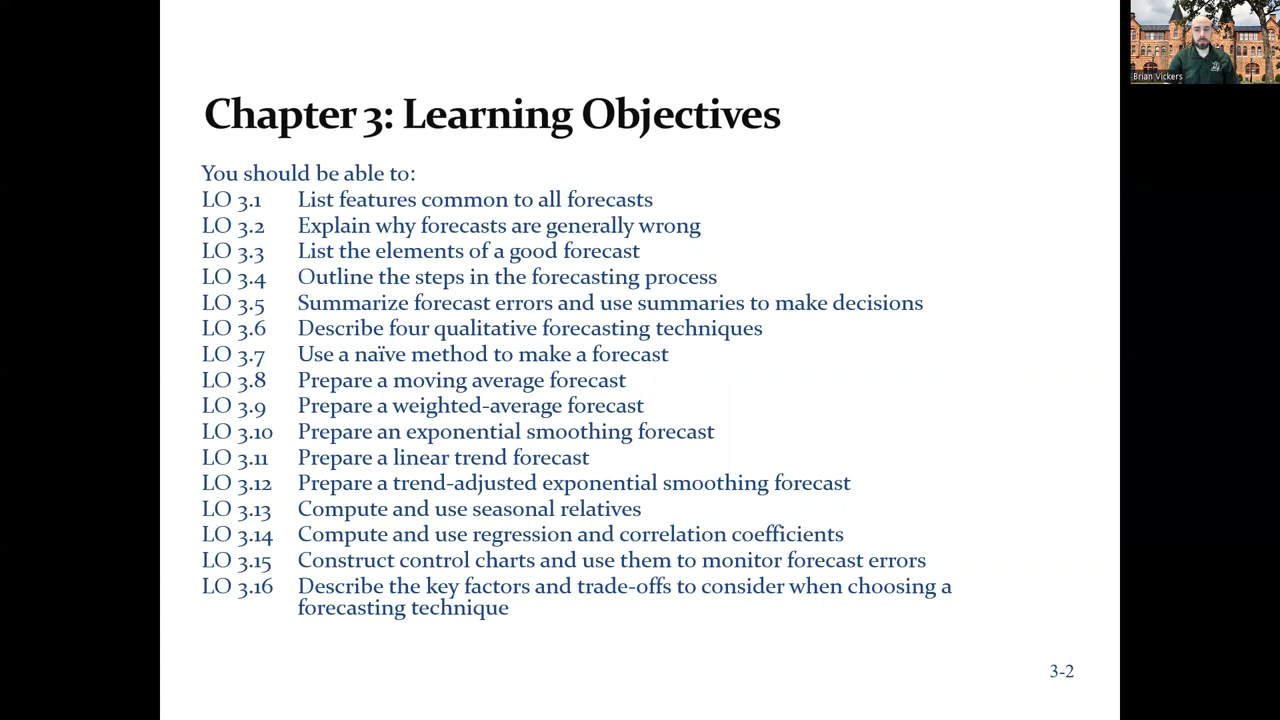 Chapter 3: Learning Objectives
You should be able to:
LO 3.1 List features common to all forecasts
LO 3.2 Explain why forecasts are generally wrong
LO 3.3 List the elements of a good forecast
LO 3.4 Outline the steps in the forecasting process
LO 3.5 Summarize forecast errors and use summaries to make decisions
LO 3.6 Describe four qualitative forecasting techniques
LO 3.7 Use a naïve method to make a forecast
LO 3.8 Prepare a moving average forecast
LO 3.9 Prepare a weighted-average forecast
LO 3.10 Prepare an exponential smoothing forecast
LO 3.11 Prepare a linear trend forecast
LO 3.12 Prepare a trend-adjusted exponential smoothing forecast
LO 3.13 Compute and use seasonal relatives
LO 3.14 Compute and use regression and correlation coefficients
LO 3.15 Construct control charts and use them to monitor forecast errors
LO 3.16 Describe the key factors and trade-offs to consider when choosing a
forecasting technique
3-2
Brian Vickers